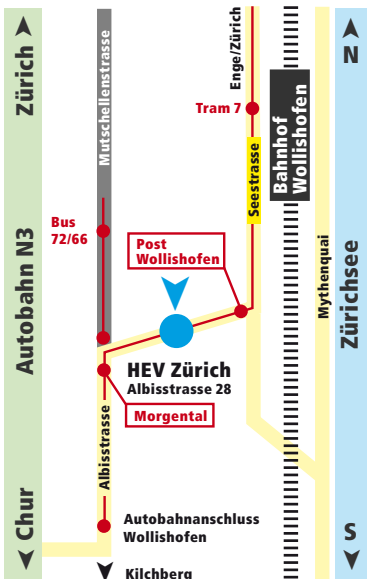 Zürich
Autobahn N3
Chur
Mutschellenstrasse
Enge/Zürich
Tram 7
Seestrasse
Bahnhof
Wollishofen
N
Bus
72/66
Post
Wollishofen
Mythenquai
Zürichsee
HEV Zürich
Albisstrasse 28
Morgental
Albisstrasse
Autobahnanschluss
Wollishofen
S
Kilchberg